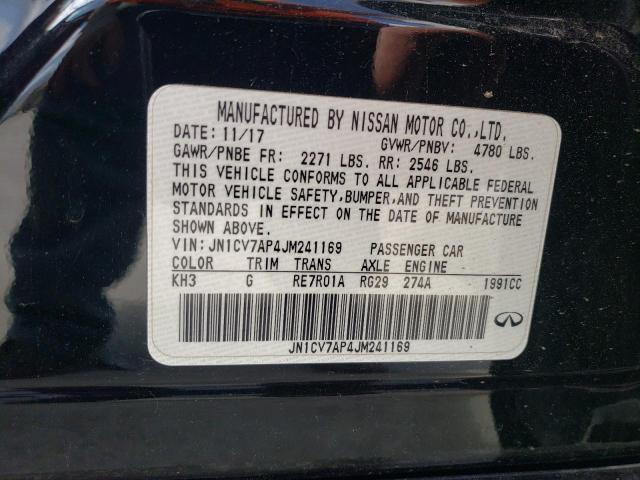 MANUFACTURED BY NISSAN MOTOR CO.,LTD.
DATE: 11/17 GVWR/PNBV: 4780 LBS.
GAWR/PNBE FR: 2271 LBS. RR: 2546 LBS.
THIS VEHICLE CONFORMS TO ALL APPLICABLE FEDERAL
MOTOR VEHICLE SAFETY,BUMPER,AND THEFT PREVENTION
STANDARDS IN EFFECT ON THE DATE OF MANUFACTURE
SHOWN ABOVE.
VIN: JN1CV7AP4JM241169 PASSENGER CAR
COLOR TRIM TRANS AXLE ENGINE
KH3 G RE7R01A RG29 274A 1991CC
JN1CV7AP4JM241169